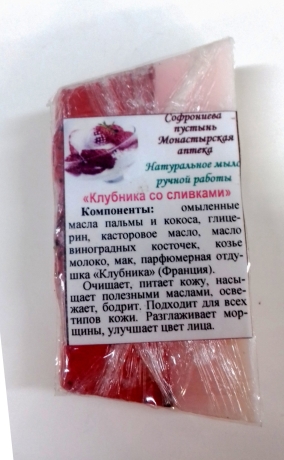 Софрониева
пустынь
Монастырская
аптека
Натуральное мыло
ручной работы
«Клубника со сливками»
Компоненты: омыленные
масла пальмы и кокоса, глице-
рин, касторовое масло, масло
виноградных косточек, козье
молоко, мак, парфюмерная отду-
шка «Клубника» (Франция).
Очищает, питает кожу, насы-
щает полезными маслами, осве-
жает, бодрит. Подходит для всех
типов кожи. Разглаживает мор-
щины, улучшает цвет лица.